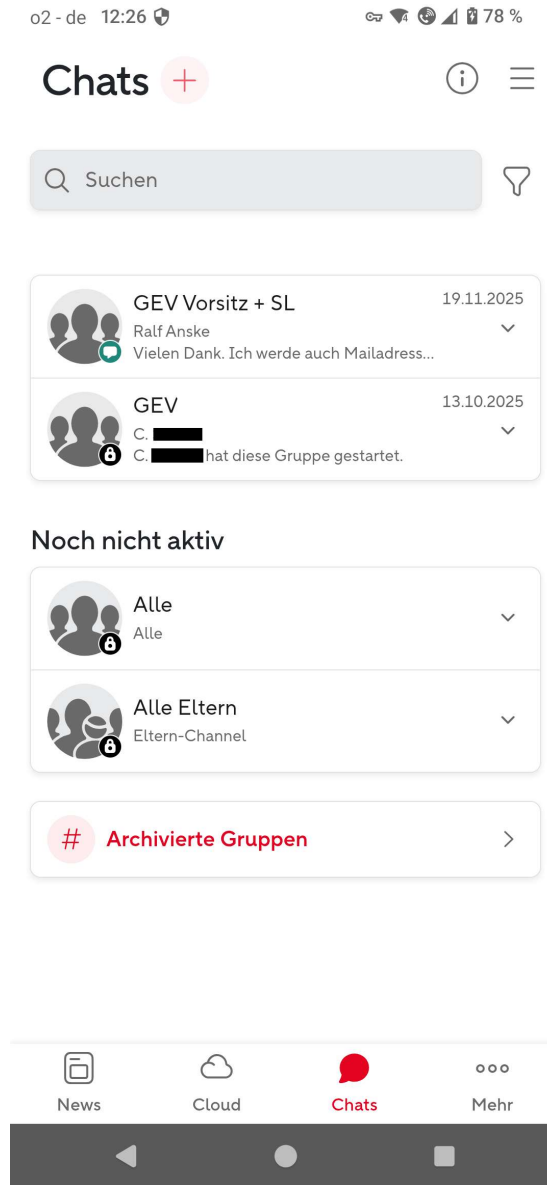 o2 - de 12:26 78 %
Chats
Suchen
GEV Vorsitz + SL 19.11.2025
Ralf Anske
Vielen Dank. Ich werde auch Mailadress...
GEV 13.10.2025
C.
C. hat diese Gruppe gestartet.
Noch nicht aktiv
Alle
Alle
Alle Eltern
Eltern-Channel
# Archivierte Gruppen
News Cloud Chats Mehr